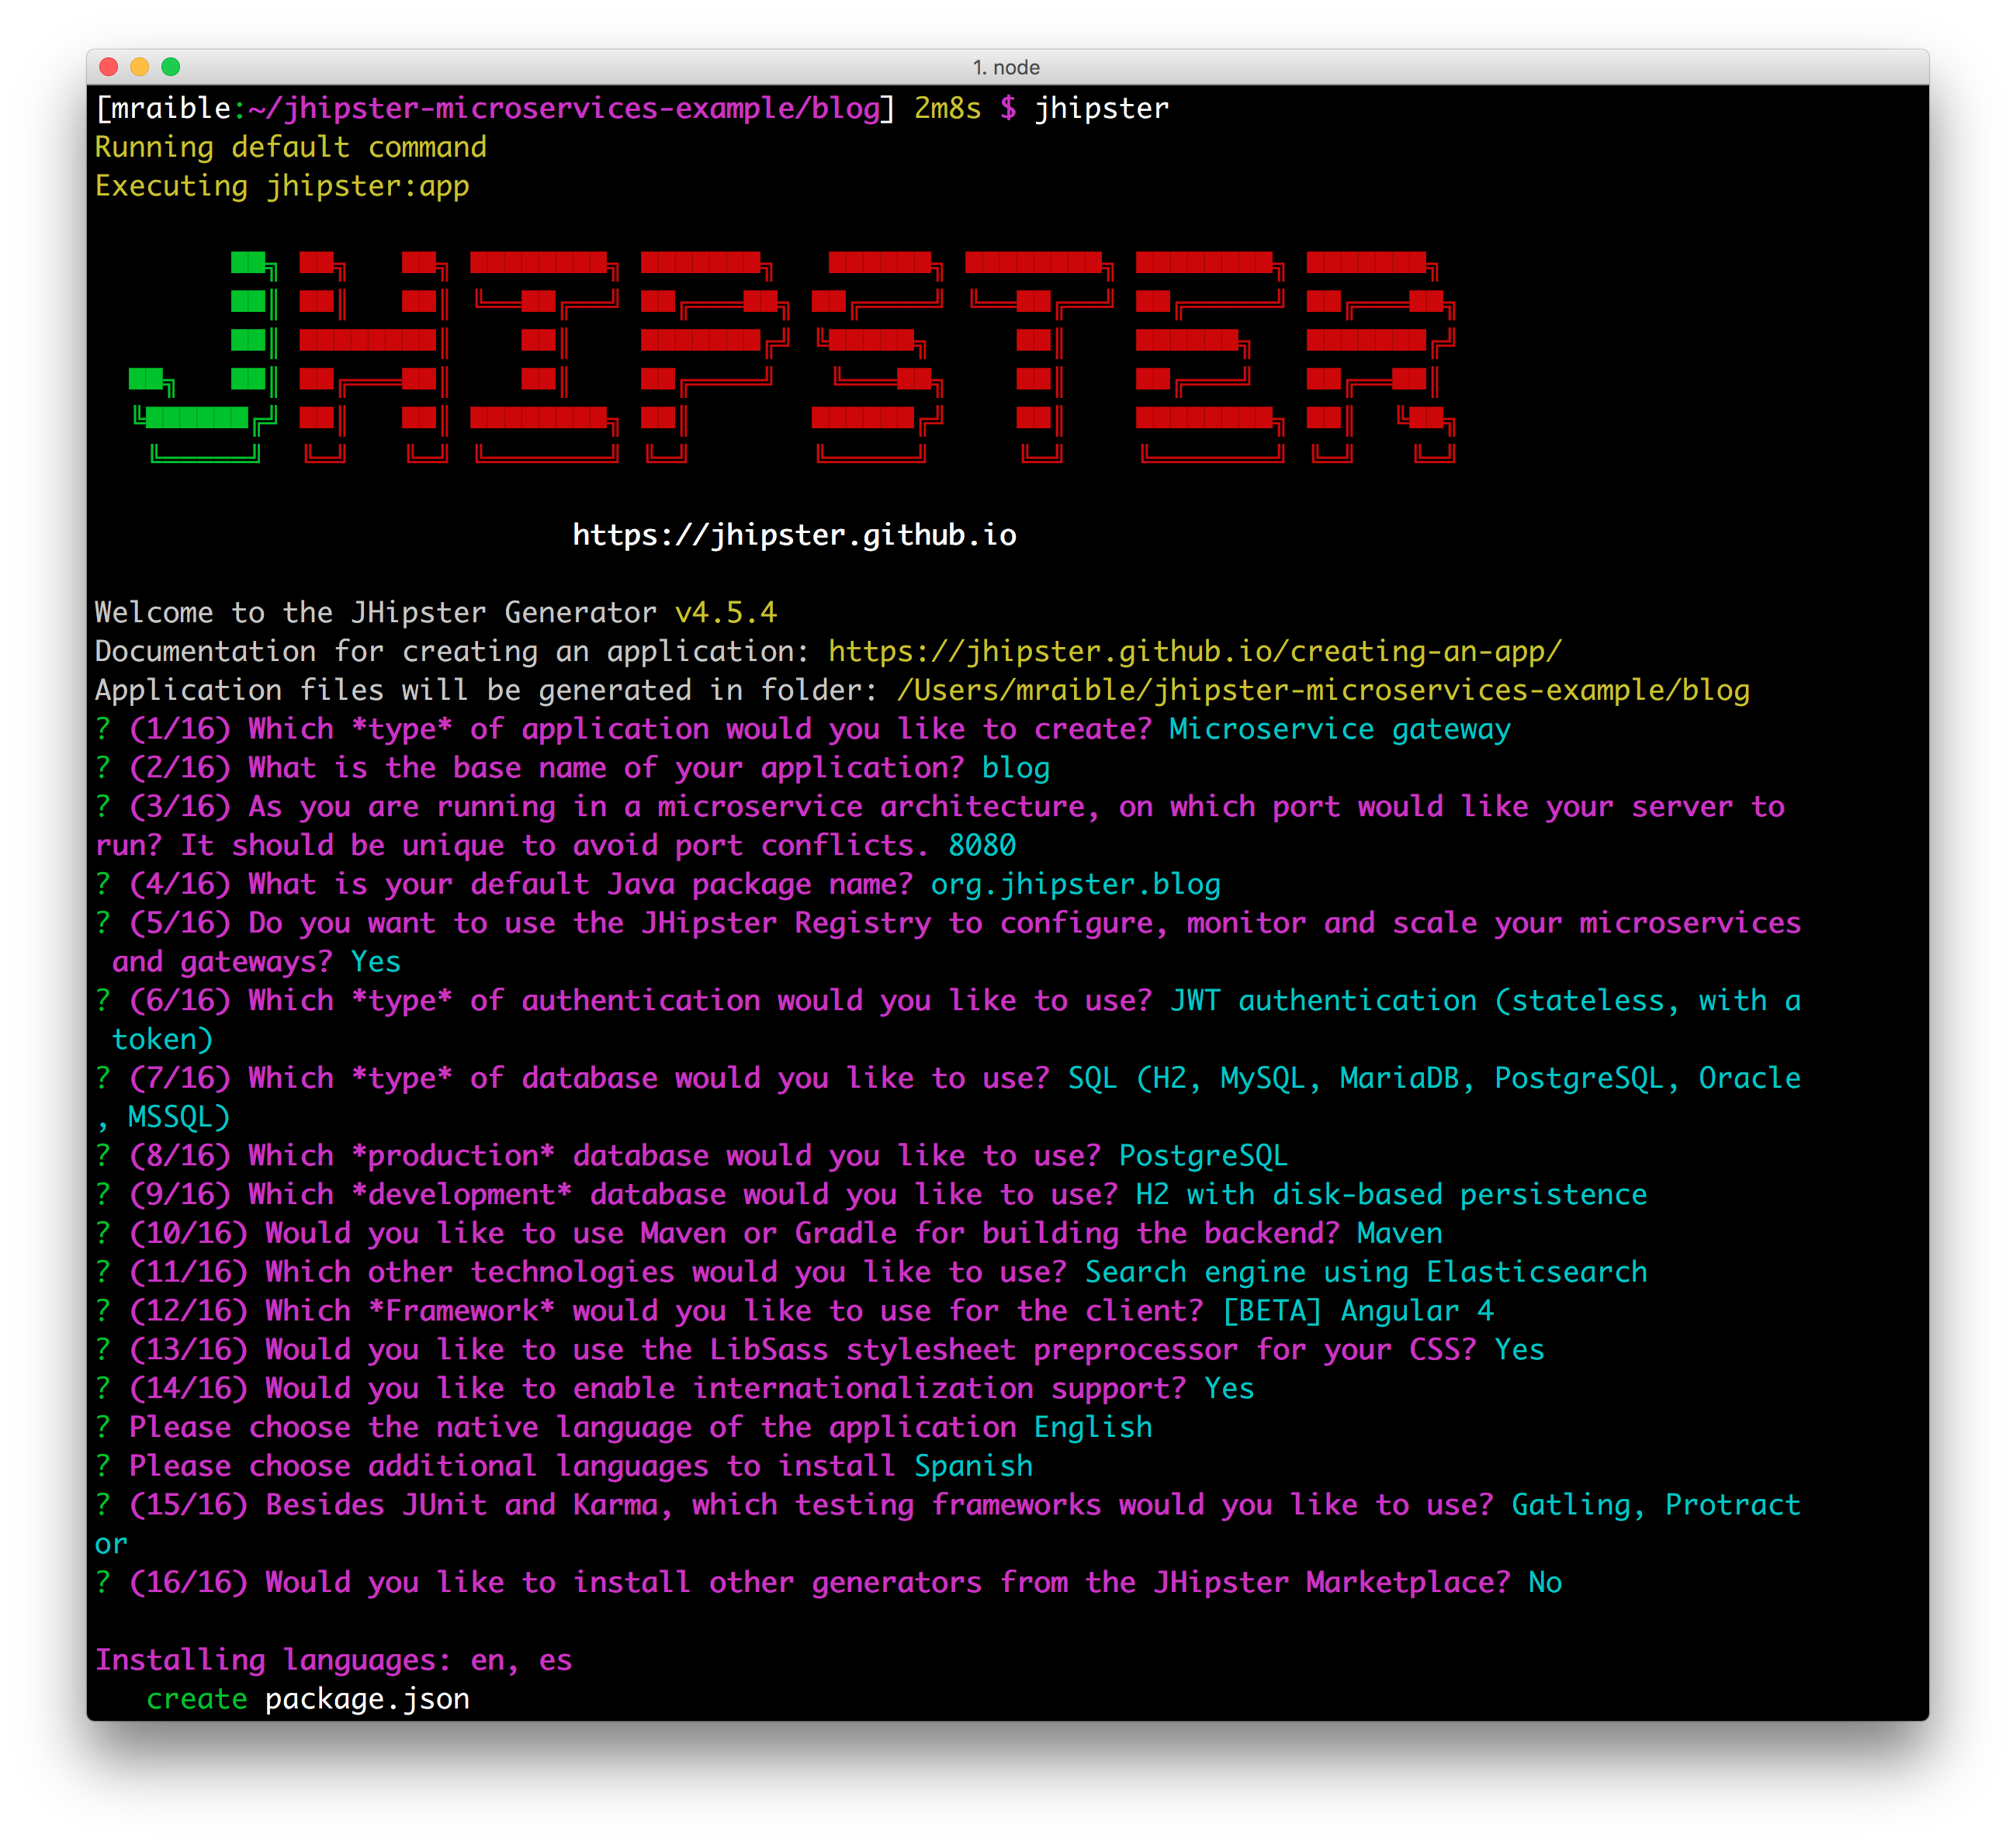 1. node
[mraible:~/jhipster-microservices-example/blog] 2m8s $ jhipster
Running default command
Executing jhipster:app
JHIPSTER
https://jhipster.github.io
Welcome to the JHipster Generator v4.5.4
Documentation for creating an application: https://jhipster.github.io/creating-an-app/
Application files will be generated in folder: /Users/mraible/jhipster-microservices-example/blog
? (1/16) Which *type* of application would you like to create? Microservice gateway
? (2/16) What is the base name of your application? blog
? (3/16) As you are running in a microservice architecture, on which port would like your server to
run? It should be unique to avoid port conflicts. 8080
? (4/16) What is your default Java package name? org.jhipster.blog
? (5/16) Do you want to use the JHipster Registry to configure, monitor and scale your microservices
and gateways? Yes
? (6/16) Which *type* of authentication would you like to use? JWT authentication (stateless, with a
token)
? (7/16) Which *type* of database would you like to use? SQL (H2, MySQL, MariaDB, PostgreSQL, Oracle
, MSSQL)
? (8/16) Which *production* database would you like to use? PostgreSQL
? (9/16) Which *development* database would you like to use? H2 with disk-based persistence
? (10/16) Would you like to use Maven or Gradle for building the backend? Maven
? (11/16) Which other technologies would you like to use? Search engine using Elasticsearch
? (12/16) Which *Framework* would you like to use for the client? [BETA] Angular 4
? (13/16) Would you like to use the LibSass stylesheet preprocessor for your CSS? Yes
? (14/16) Would you like to enable internationalization support? Yes
? Please choose the native language of the application English
? Please choose additional languages to install Spanish
? (15/16) Besides JUnit and Karma, which testing frameworks would you like to use? Gatling, Protract
or
? (16/16) Would you like to install other generators from the JHipster Marketplace? No
Installing languages: en, es
create package.json